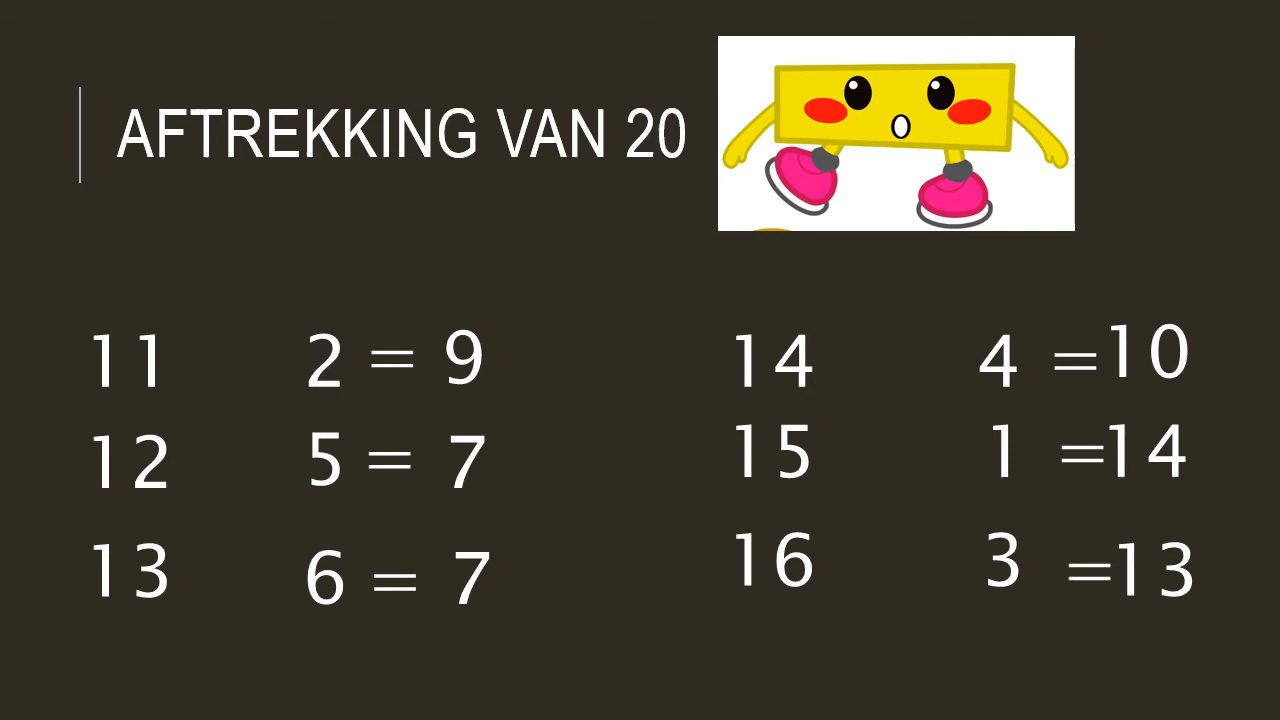 AFTREKKING VAN 20
11 2 = 9
12 5 = 7
13 6 = 7
14 4 =10
15 1 =14
16 3 =13